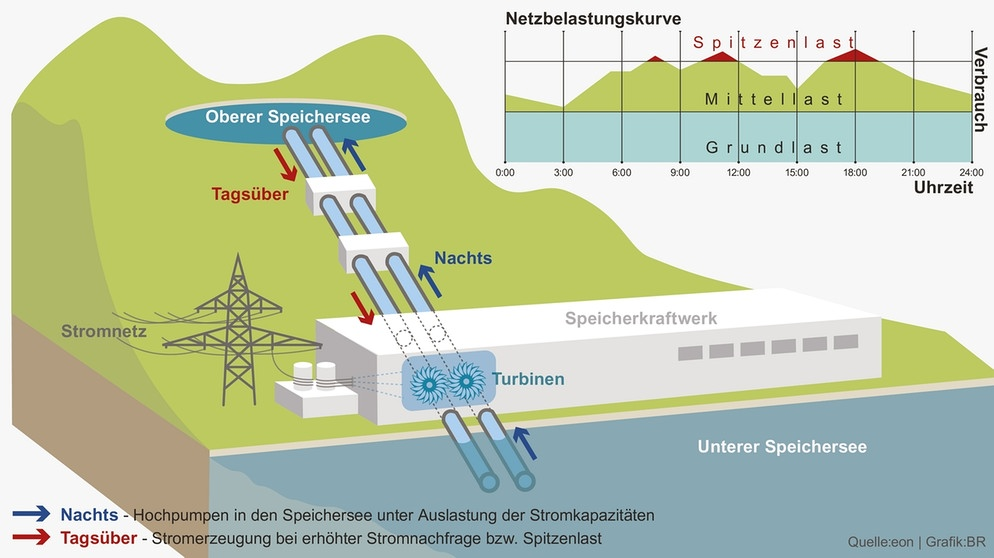 Netzbelastungskurve
Spitzenlast
Mittellast
Grundlast
Verbrauch
0:00 3:00 6:00 9:00 12:00 15:00 18:00 21:00 24:00
Uhrzeit
Oberer Speichersee
Tagsüber
Nachts
Stromnetz
Speicherkraftwerk
Turbinen
Unterer Speichersee
Nachts - Hochpumpen in den Speichersee unter Auslastung der Stromkapazitäten
Tagsüber - Stromerzeugung bei erhöhter Stromnachfrage bzw. Spitzenlast
Quelle:eon | Grafik:BR